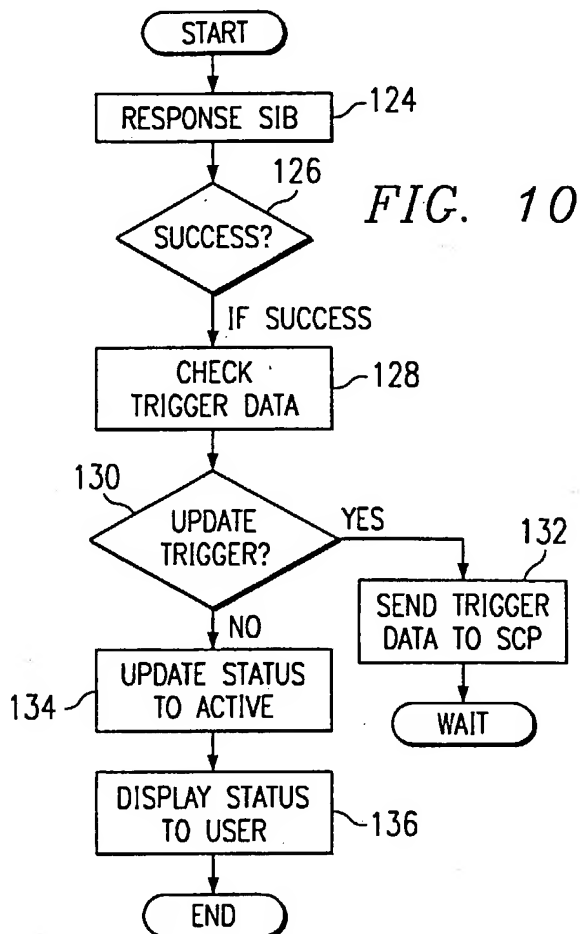 START
RESPONSE SIB
124
126
FIG. 10
SUCCESS?
IF SUCCESS
CHECK
TRIGGER DATA
128
130
UPDATE
TRIGGER?
YES
132
SEND TRIGGER
DATA TO SCP
NO
WAIT
134
UPDATE STATUS
TO ACTIVE
DISPLAY STATUS
TO USER
136
END